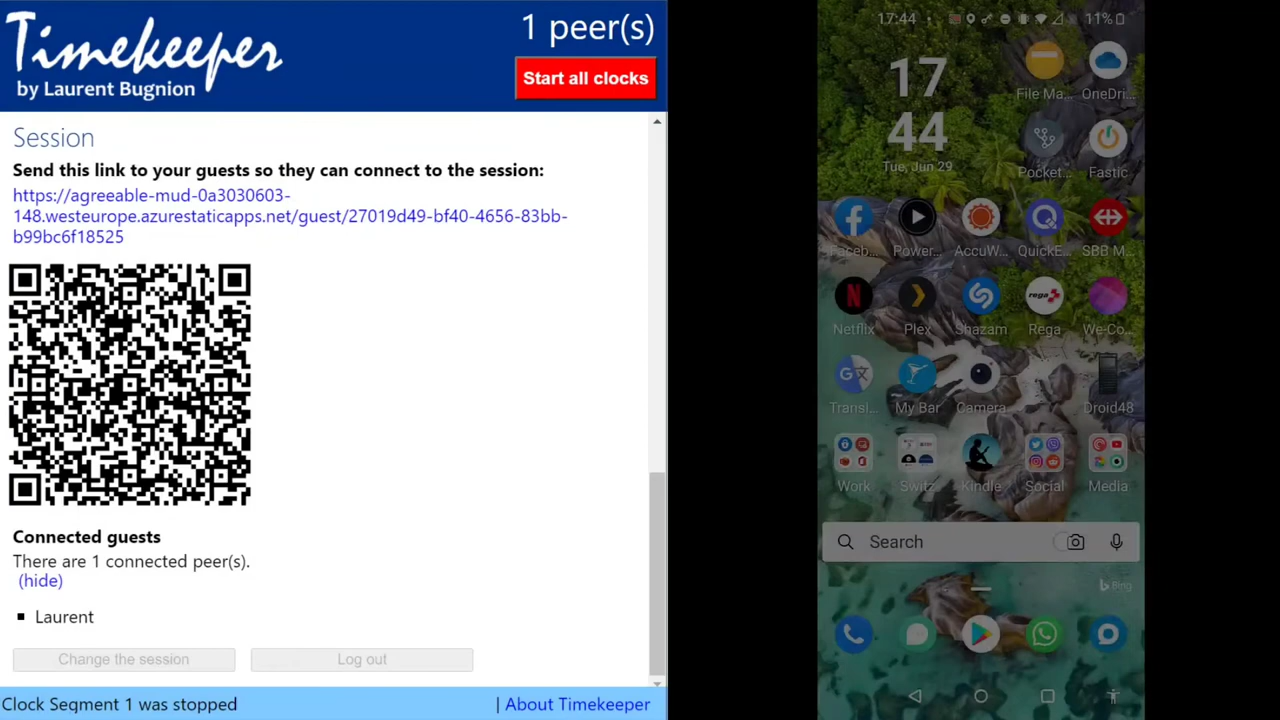 Timekeeper
by Laurent Bugnion
1 peer(s)
Start all clocks
Session
Send this link to your guests so they can connect to the session:
https://agreeable-mud-0a3030603-
148.westeurope.azurestaticapps.net/guest/27019d49-bf40-4656-83bb-
b99bc6f18525
Connected guests
There are 1 connected peer(s).
(hide)
Laurent
Change the session
Log out
Clock Segment 1 was stopped
| About Timekeeper
17:44
11%
17
44
Tue, Jun 29
File Ma...
OneDri...
Pocket...
Fastic
Faceb...
Power...
AccuW...
QuickE...
SBB M...
Netflix
Plex
Shazam
Rega
We-Co...
Transl...
My Bar
Camera
Droid48
Work
Switz...
Kindle
Social
Media
Search
Bing